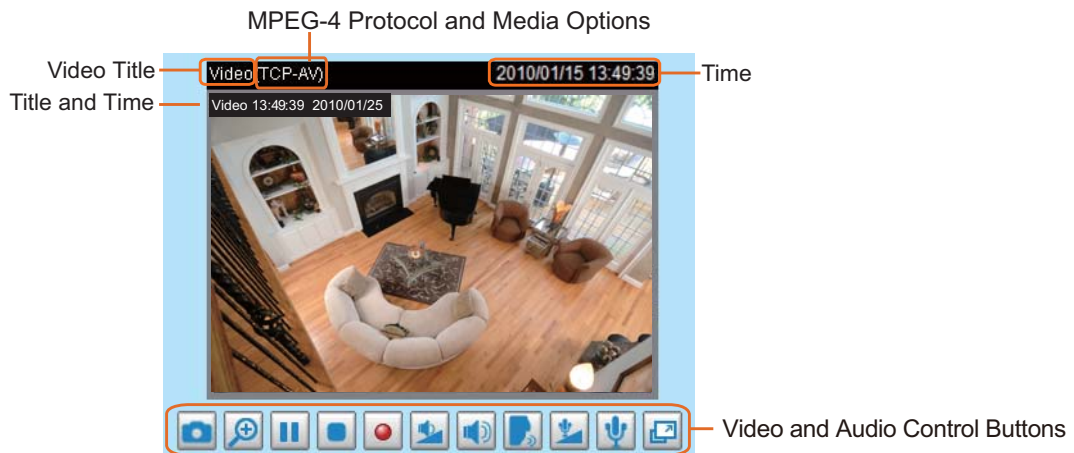 MPEG-4 Protocol and Media Options
Video Title
Video(TCP-AV)
2010/01/15 13:49:39
Time
Title and Time
Video 13:49:39 2010/01/25
Video and Audio Control Buttons